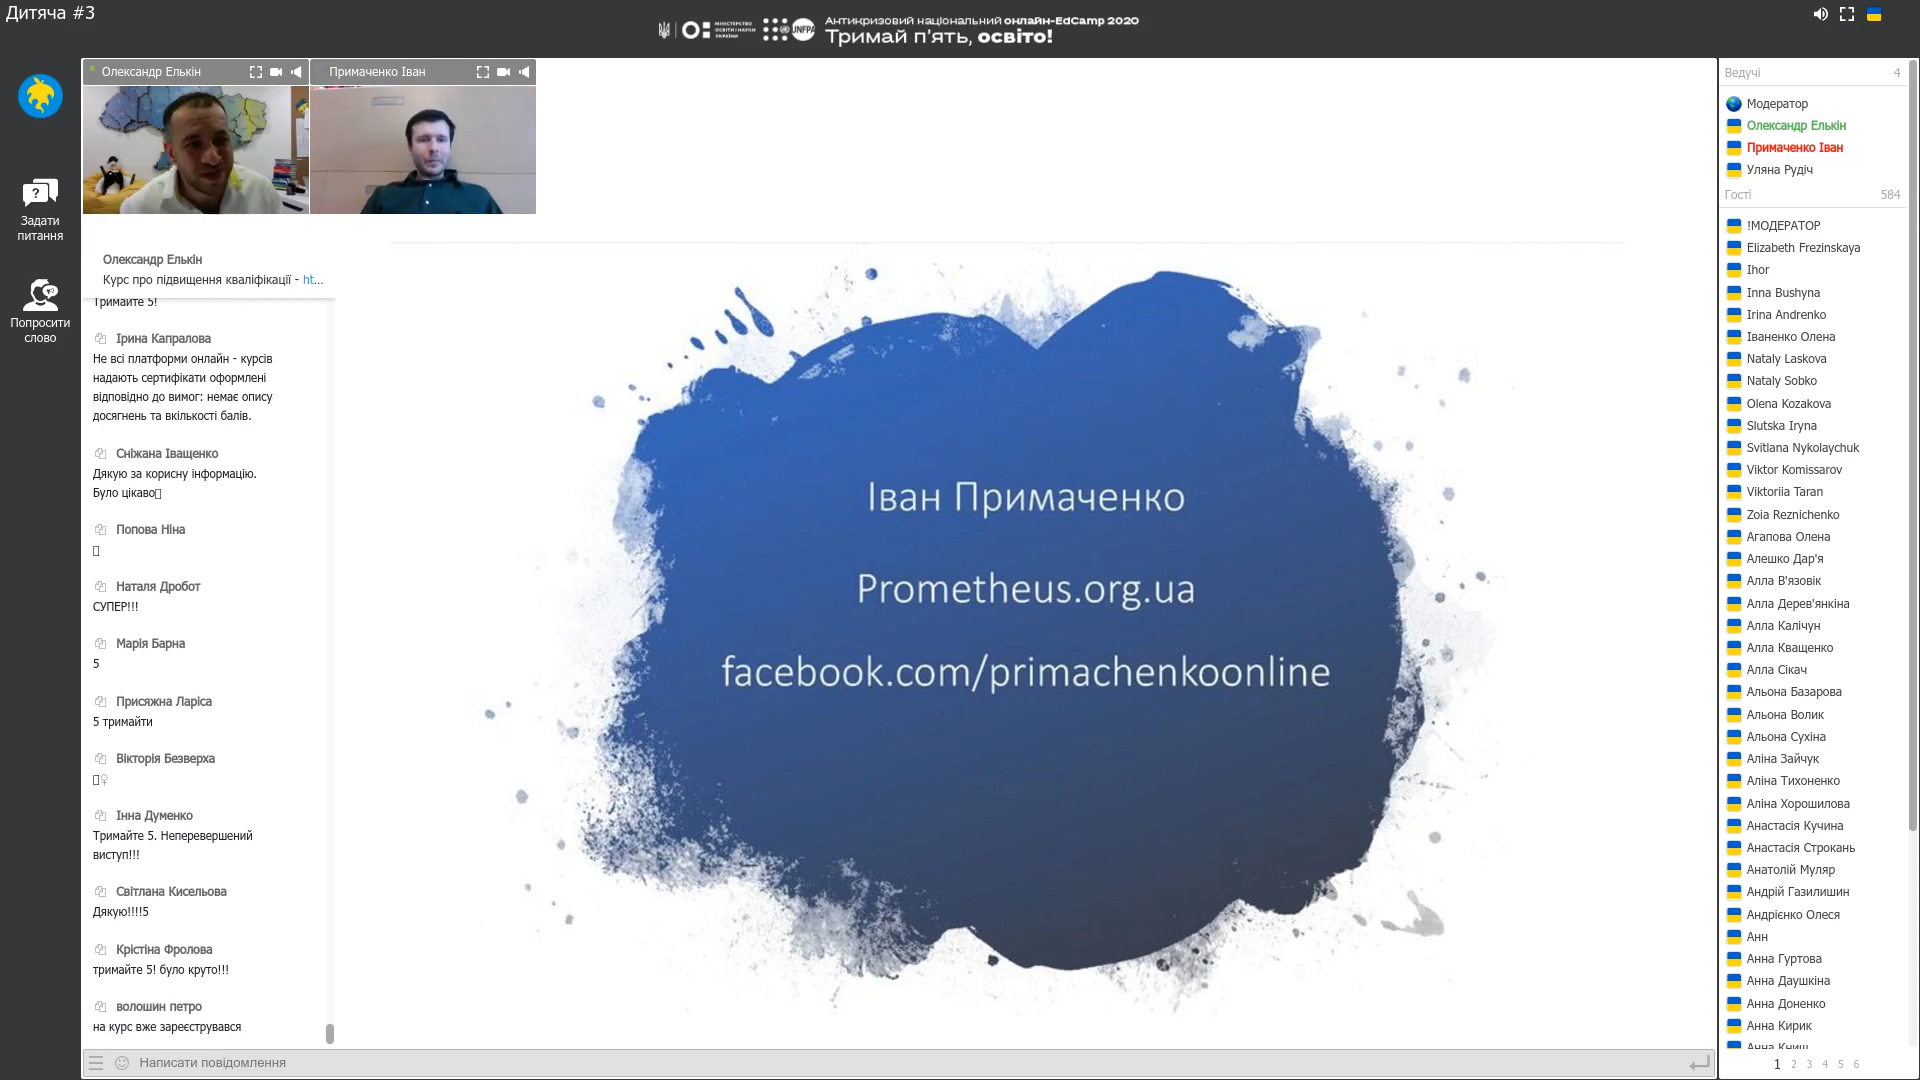 Дитяча #3
МІНІСТЕРСТВО
ОСВІТИ І НАУКИ
УКРАЇНИ
UNFPA
Антикризовий національний онлайн-EdCamp 2020
Тримай п'ять, освіто!
Задати
питання
Попросити
слово
Олександр Елькін
Примаченко Іван
Олександр Елькін
Курс про підвищення кваліфікації - ht...
Тримайте 5!
Ірина Капралова
Не всі платформи онлайн - курсів
надають сертифікати оформлені
відповідно до вимог: немає опису
досягнень та вкількості балів.
Сніжана Іващенко
Дякую за корисну інформацію.
Було цікаво
Попова НІна
Наталя Дробот
СУПЕР!!!
Марія Барна
5
Присяжна Ларіса
5 тримайти
Вікторія Безверха
Інна Думенко
Тримайте 5. Неперевершений
виступ!!!
Світлана Кисельова
Дякую!!!!5
Крістіна Фролова
тримайте 5! було круто!!!
волошин петро
на курс вже зареєструвався
Написати повідомлення
Іван Примаченко
Prometheus.org.ua
facebook.com/primachenkoonline
Ведучі 4
Модератор
Олександр Елькін
Примаченко Іван
Уляна Рудіч
Гості 584
!МОДЕРАТОР
Elizabeth Frezinskaya
Ihor
Inna Bushyna
Irina Andrenko
Іваненко Олена
Nataly Laskova
Nataly Sobko
Olena Kozakova
Slutska Iryna
Svitlana Nykolaychuk
Viktor Komissarov
Viktoriia Taran
Zoia Reznichenko
Агапова Олена
Алешко Дар'я
Алла В'язовік
Алла Дерев'янкіна
Алла Калічун
Алла Кващенко
Алла Сікач
Альона Базарова
Альона Волик
Альона Сухіна
Аліна Зайчук
Аліна Тихоненко
Аліна Хорошилова
Анастасія Кучина
Анастасія Строкань
Анатолій Муляр
Андрій Газилишин
Андрієнко Олеся
Анн
Анна Гуртова
Анна Даушкіна
Анна Доненко
Анна Кирик
Анна Книш
1 2 3 4 5 6